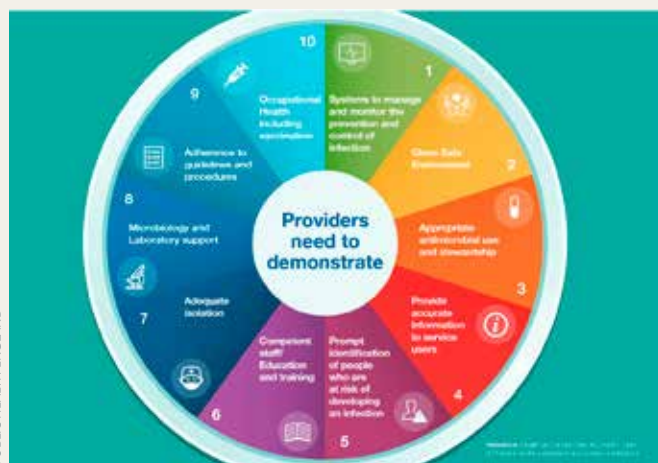 Providers
need to
demonstrate
1
Systems to manage
and monitor the
prevention and
control of
infection
2
Clean Safe
Environment
3
Appropriate
antimicrobial use
and stewardship
4
Provide
accurate
information
to service
users
5
Prompt
identification
of people
who are
at risk of
developing
an infection
6
Competent
staff/
Education
and training
7
Adequate
isolation
8
Microbiology and
Laboratory support
9
Adherence to
guidelines and
procedures
10
Occupational
Health
including